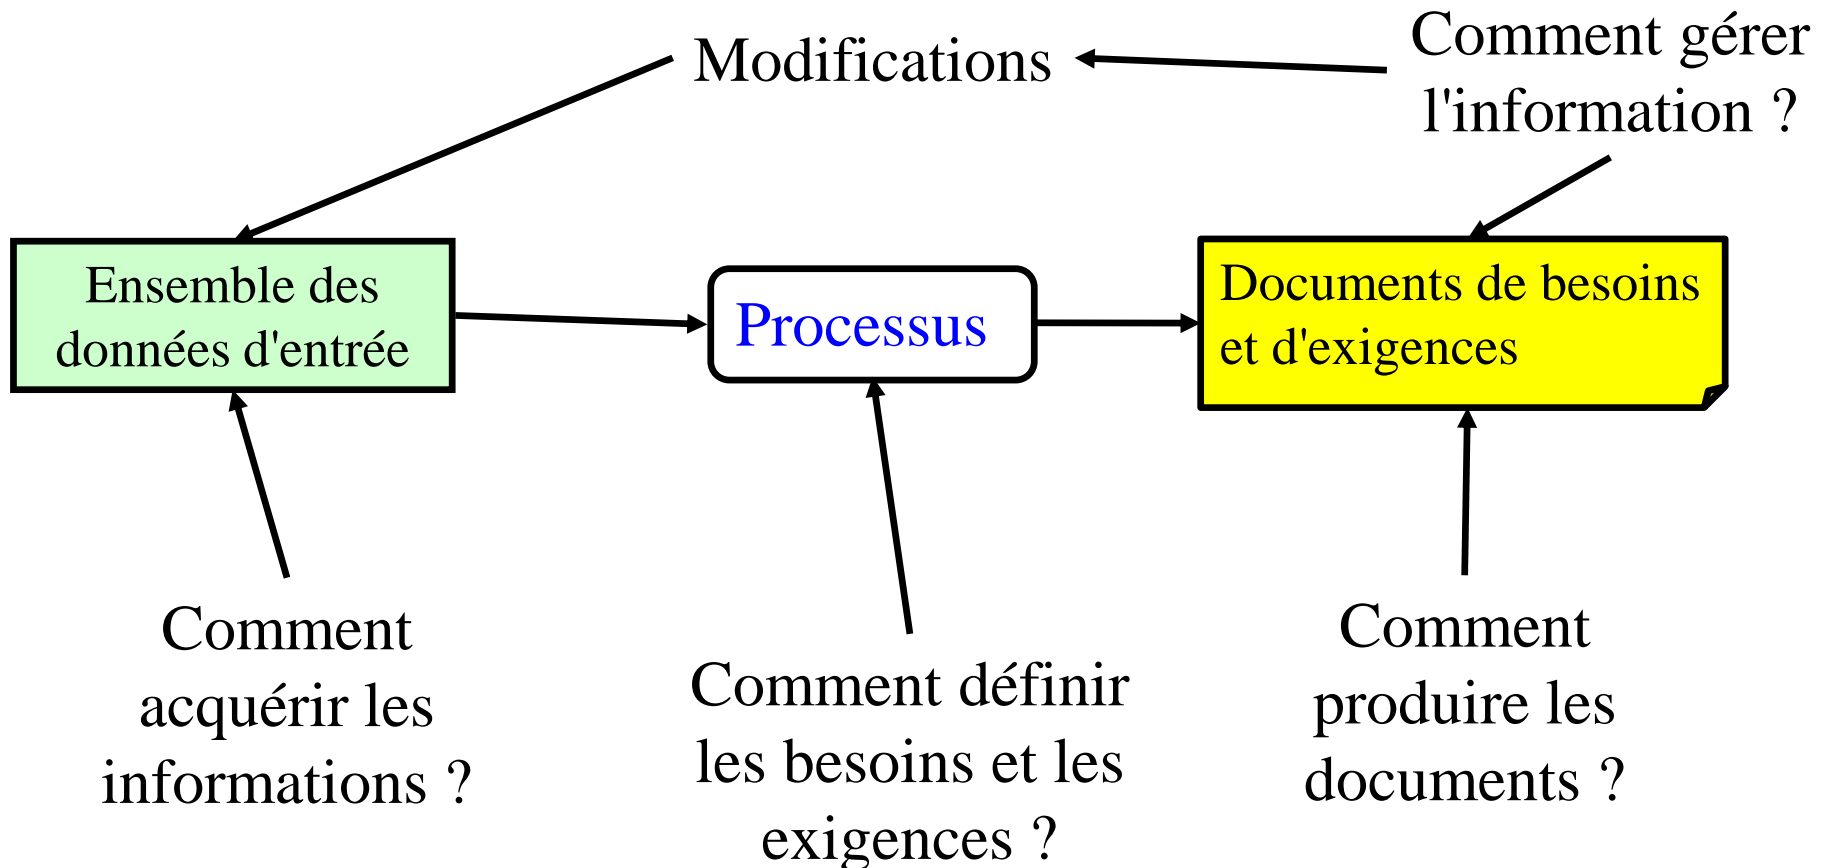 Modifications
Comment gérer
l'information ?
Ensemble des
données d'entrée
Processus
Documents de besoins
et d'exigences
Comment
acquérir les
informations ?
Comment définir
les besoins et les
exigences ?
Comment
produire les
documents ?